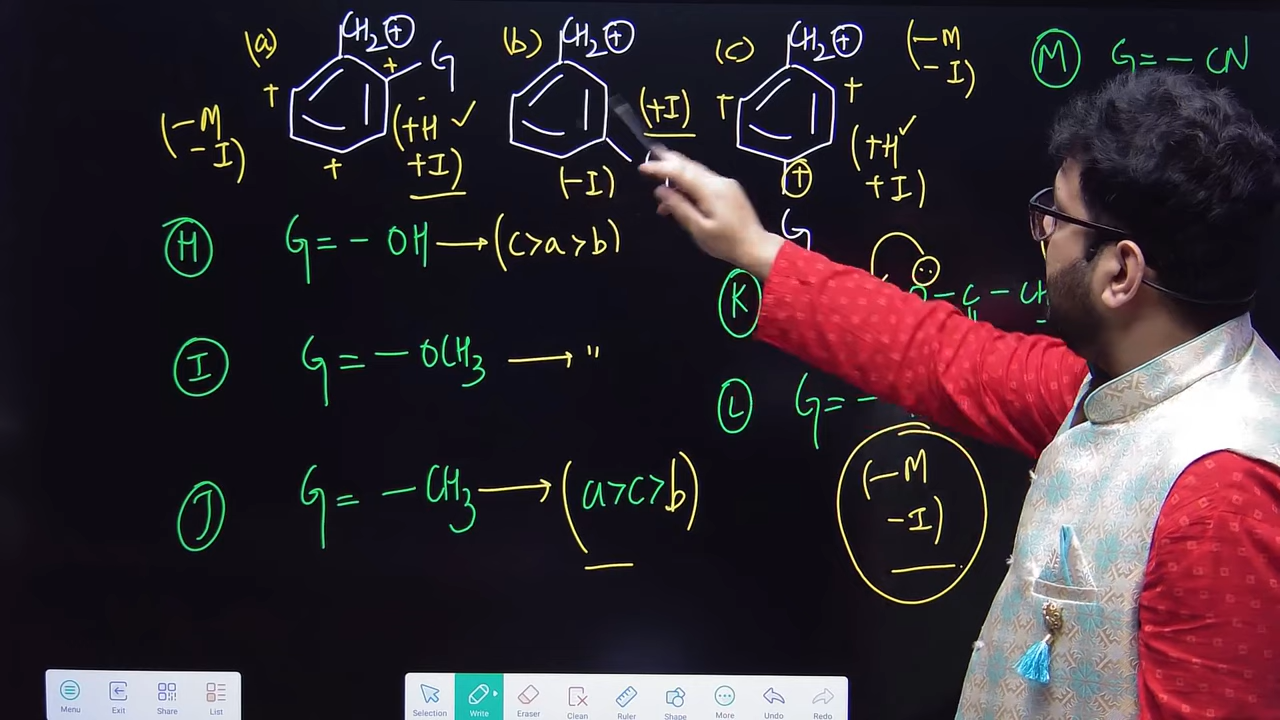 (a) CH₂⊕ G
(-M
-I)
+ + +
(+H ✓
+I)
(b) CH₂⊕
(+I)
(-I)
(c) CH₂⊕
+ + ⊕
G
(-M
-I)
(+H ✓
+I)
(M) G= - CN
(H) G= - OH → (c>a>b)
(I) G= - OCH₃ → "
(J) G= - CH₃ → (a>c>b)
(K)
- C -
(L) G= -
(-M
-I)
Menu Exit Share List
Selection Write Eraser Clean Ruler Shape More Undo Redo